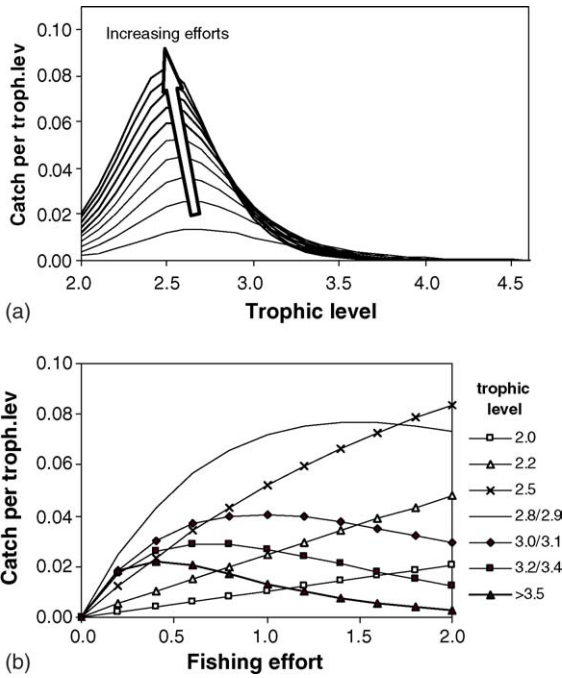 0.10
0.08
0.06
0.04
0.02
0.00
Catch per troph.lev
Increasing efforts
2.0 2.5 3.0 3.5 4.0 4.5
Trophic level
(a)
0.10
0.08
0.06
0.04
0.02
0.00
Catch per troph.lev
0.0 0.5 1.0 1.5 2.0
Fishing effort
(b)
trophic
level
2.0
2.2
2.5
2.8/2.9
3.0/3.1
3.2/3.4
>3.5